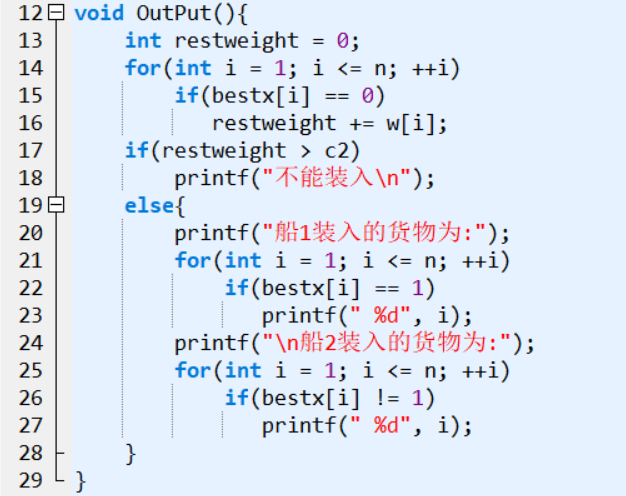 12 void OutPut(){
13     int restweight = 0;
14     for(int i = 1; i <= n; ++i)
15         if(bestx[i] == 0)
16            restweight += w[i];
17     if(restweight > c2)
18         printf("不能装入\n");
19     else{
20         printf("船1装入的货物为:");
21         for(int i = 1; i <= n; ++i)
22             if(bestx[i] == 1)
23                printf(" %d", i);
24         printf("\n船2装入的货物为:");
25         for(int i = 1; i <= n; ++i)
26             if(bestx[i] != 1)
27                printf(" %d", i);
28     }
29 }